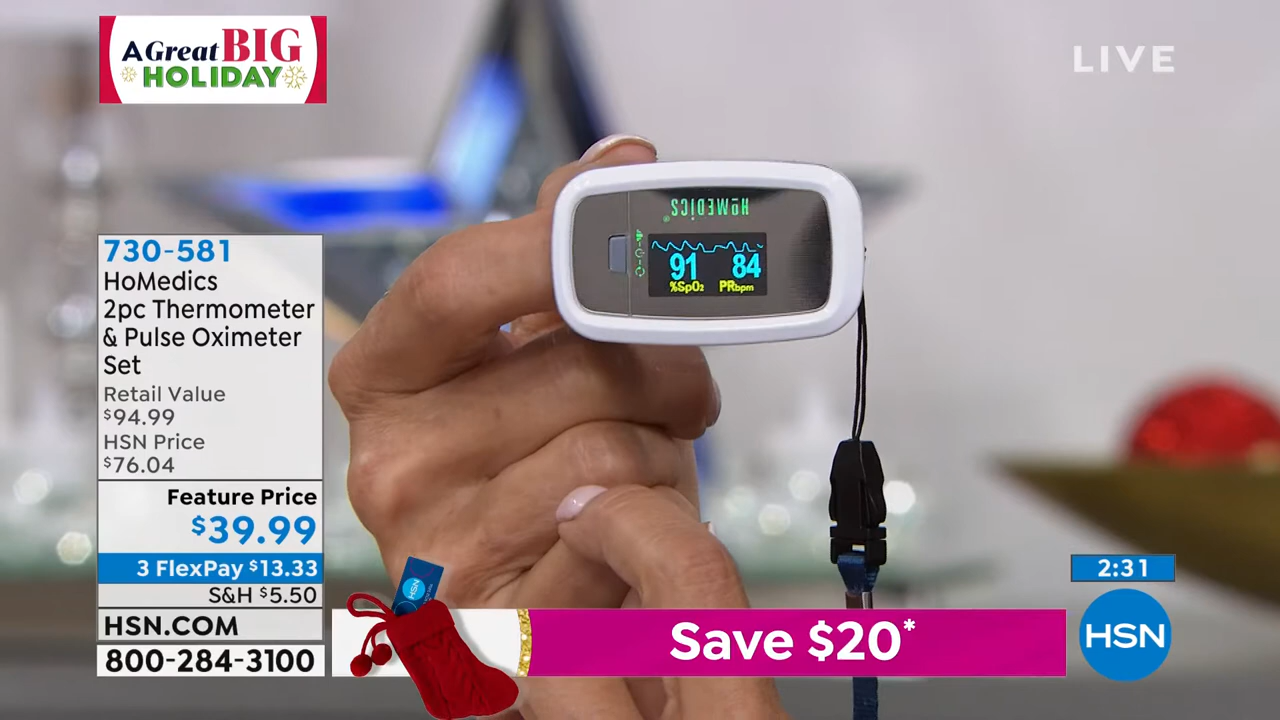 A Great BIG
HOLIDAY
LIVE
730-581
HoMedics
2pc Thermometer
& Pulse Oximeter
Set
Retail Value
$94.99
HSN Price
$76.04
Feature Price
$39.99
3 FlexPay $13.33
S&H $5.50
HSN.COM
800-284-3100
HoMEDiCS®
91 84
%SpO₂ PRbpm
HSN
Save $20*
2:31
HSN